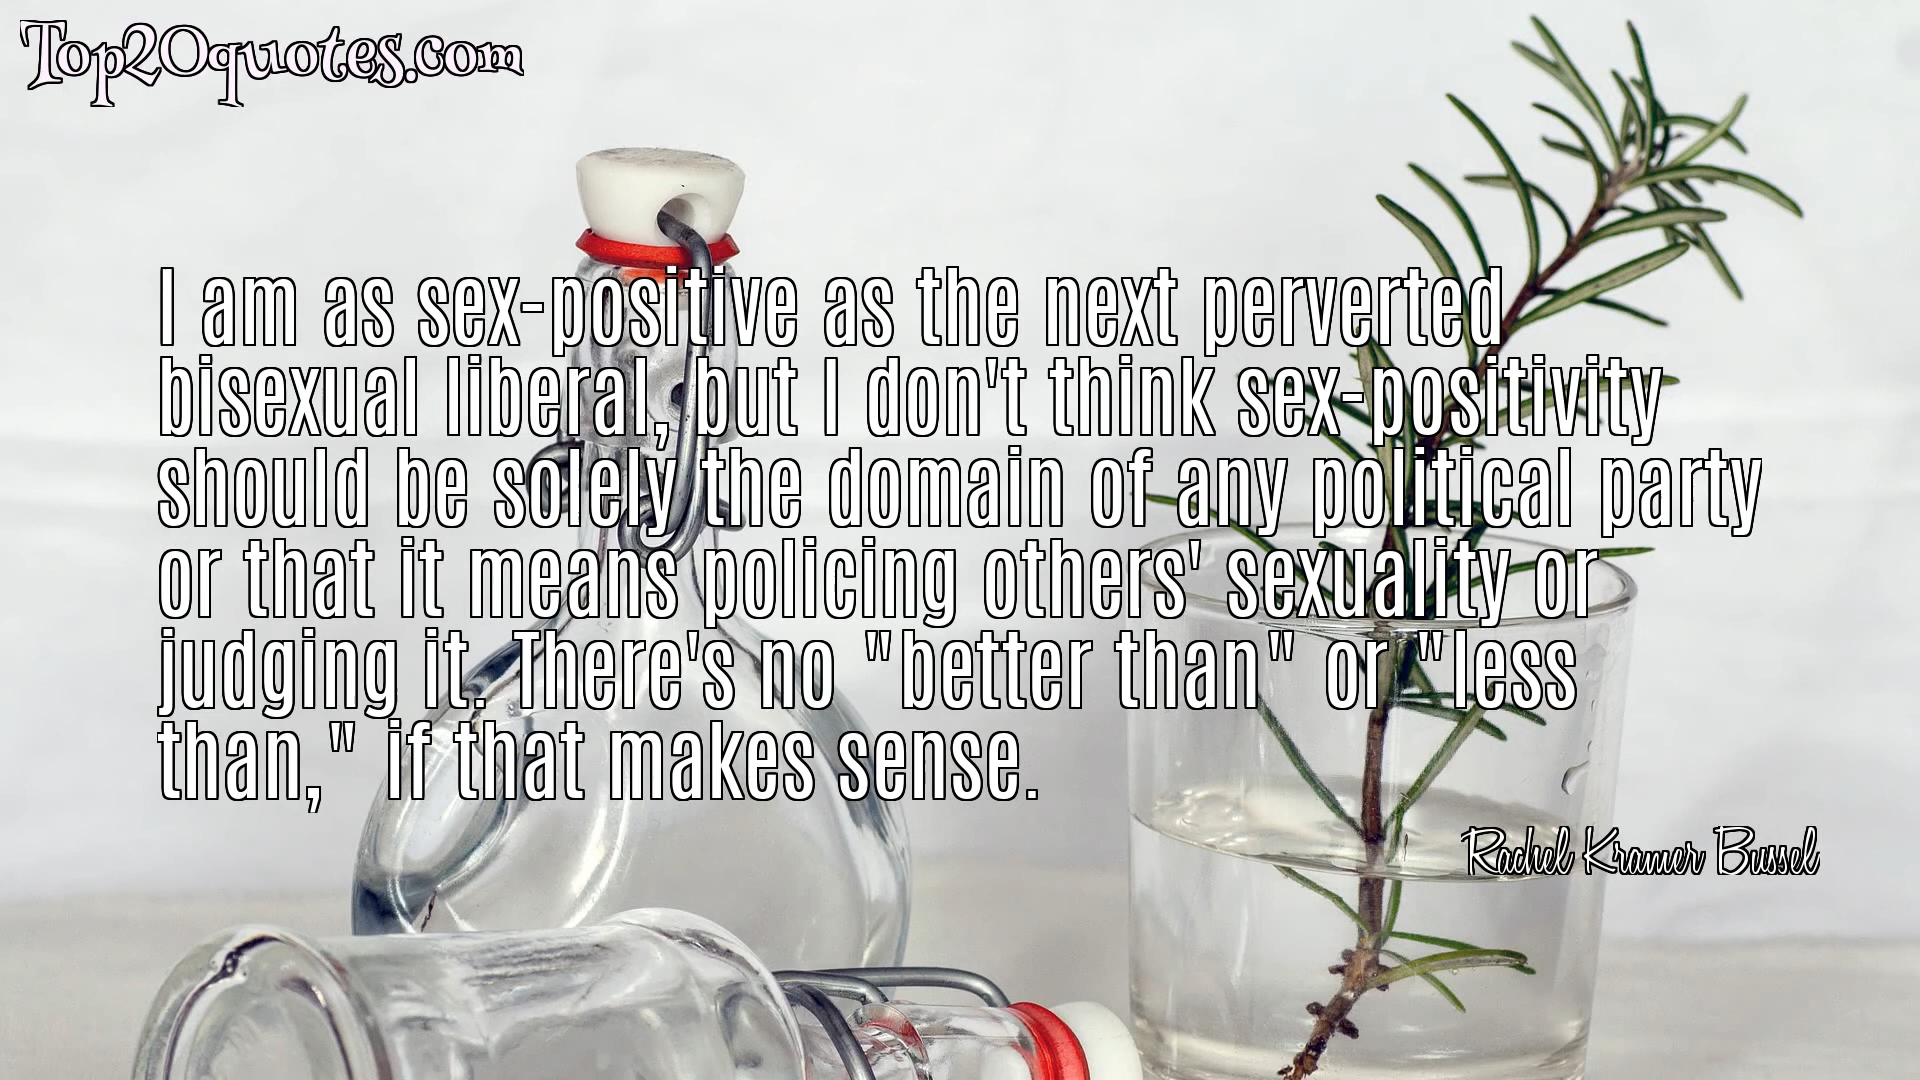 Top20quotes.com
I am as sex-positive as the next perverted
bisexual liberal, but I don't think sex-positivity
should be solely the domain of any political party
or that it means policing others' sexuality or
judging it. There's no "better than" or "less
than," if that makes sense.
Rachel Kramer Bussel